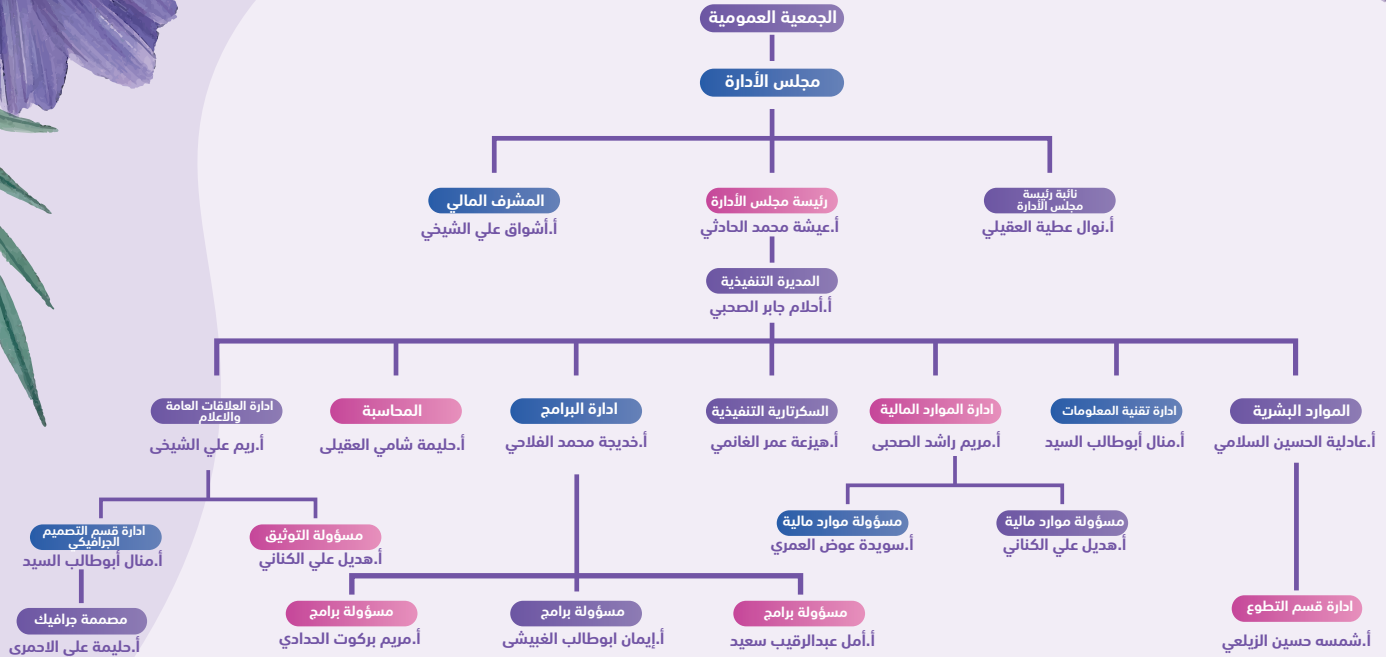 الجمعية العمومية
مجلس الأدارة
نائبة رئيسة
مجلس الأدارة
أ.نوال عطية العقيلي
رئيسة مجلس الأدارة
أ.عيشة محمد الحادثي
المشرف المالي
أ.أشواق علي الشيخي
المديرة التنفيذية
أ.أحلام جابر الصحبي
الموارد البشرية
أ.عادلية الحسين السلامي
ادارة تقنية المعلومات
أ.منال أبوطالب السيد
ادارة الموارد المالية
أ.مريم راشد الصحبى
السكرتارية التنفيذية
أ.هيزعة عمر الغانمي
ادارة البرامج
أ.خديجة محمد الفلاحي
المحاسبة
أ.حليمة شامي العقيلى
ادارة العلاقات العامة
والاعلام
أ.ريم علي الشيخى
مسؤولة موارد مالية
أ.هديل علي الكناني
مسؤولة موارد مالية
أ.سويدة عوض العمري
مسؤولة التوثيق
أ.هديل علي الكناني
ادارة قسم التصميم
الجرافيكي
أ.منال أبوطالب السيد
ادارة قسم التطوع
أ.شمسه حسين الزيلعي
مسؤولة برامج
أ.أمل عبدالرقيب سعيد
مسؤولة برامج
أ.إيمان ابوطالب الغبيشى
مسؤولة برامج
أ.مريم بركوت الحدادي
مصممة جرافيك
أ.حليمة علي الاحمري